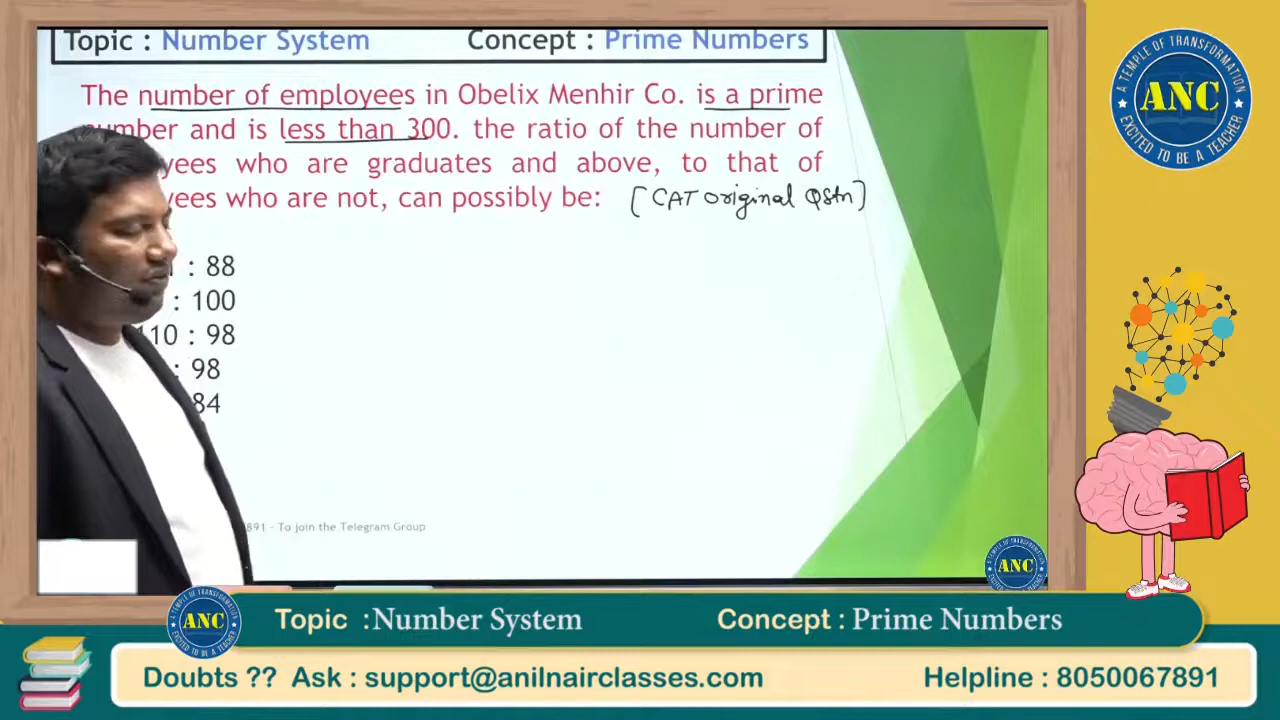 Topic : Number System Concept : Prime Numbers
The number of employees in Obelix Menhir Co. is a prime
number and is less than 300. the ratio of the number of
yees who are graduates and above, to that of
yees who are not, can possibly be: [CAT original QStn]
: 88
: 100
110 : 98
: 98
84
891 - To join the Telegram Group
A TEMPLE OF TRANSFORMATION
ANC
EXCITED TO BE A TEACHER
ANC
ANC
Topic : Number System Concept : Prime Numbers
Doubts ?? Ask : support@anilnairclasses.com Helpline : 8050067891